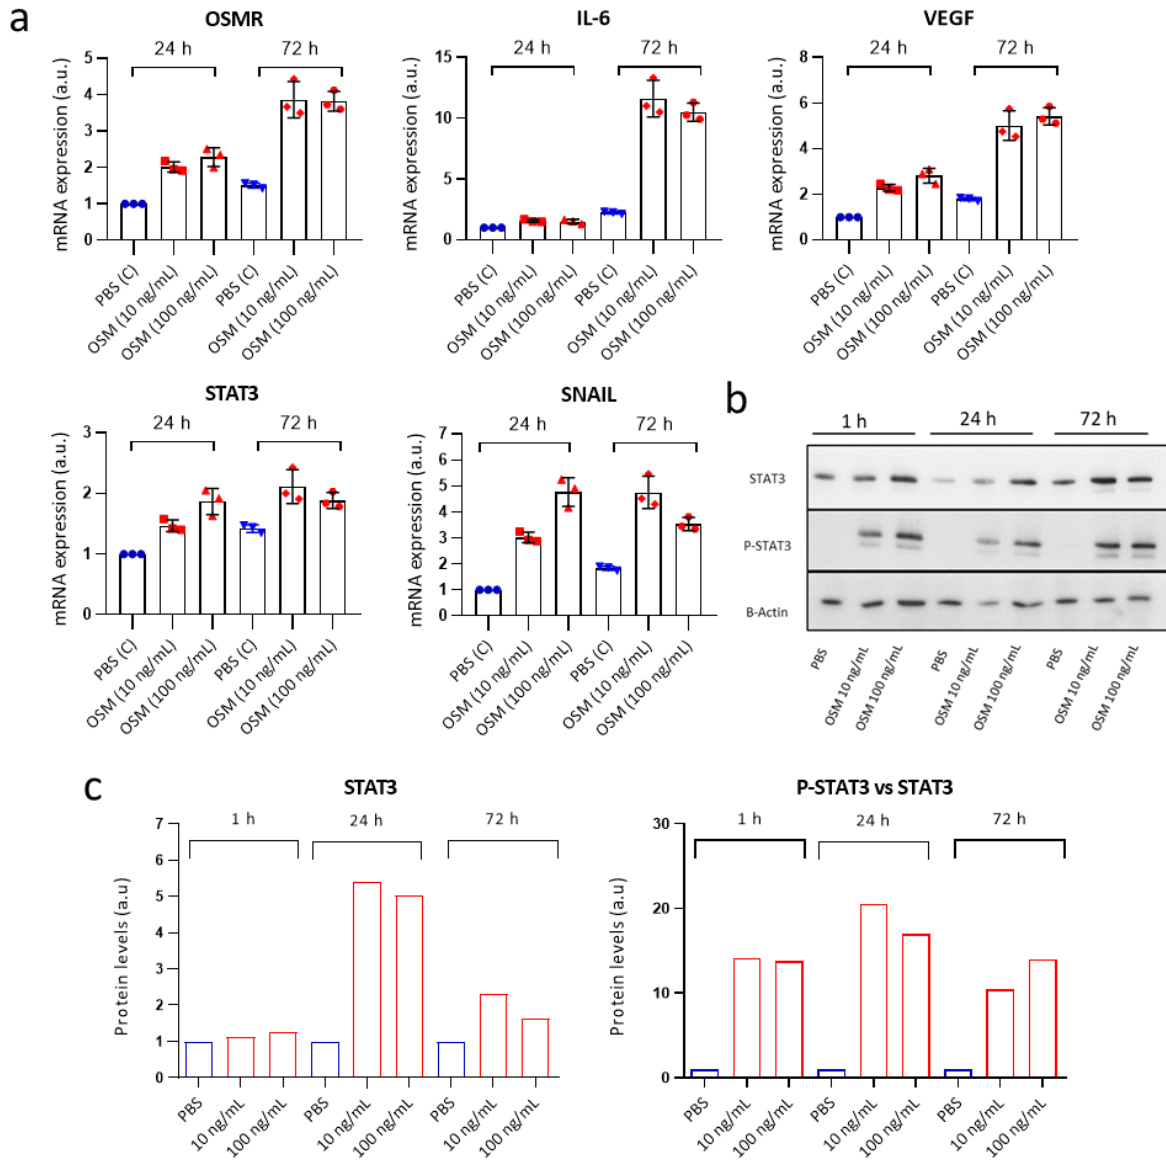 a
OSMR
24 h
72 h
mRNA expression (a.u.)
5
4
3
2
1
0
PBS (C)
OSM (10 ng/mL)
OSM (100 ng/mL)
PBS (C)
OSM (10 ng/mL)
OSM (100 ng/mL)
IL-6
24 h
72 h
mRNA expression (a.u.)
15
10
5
0
PBS (C)
OSM (10 ng/mL)
OSM (100 ng/mL)
PBS (C)
OSM (10 ng/mL)
OSM (100 ng/mL)
VEGF
24 h
72 h
mRNA expression (a.u.)
8
6
4
2
0
PBS (C)
OSM (10 ng/mL)
OSM (100 ng/mL)
PBS (C)
OSM (10 ng/mL)
OSM (100 ng/mL)
STAT3
24 h
72 h
mRNA expression (a.u.)
3
2
1
0
PBS (C)
OSM (10 ng/mL)
OSM (100 ng/mL)
PBS (C)
OSM (10 ng/mL)
OSM (100 ng/mL)
SNAIL
24 h
72 h
mRNA expression (a.u.)
7
6
5
4
3
2
1
0
PBS (C)
OSM (10 ng/mL)
OSM (100 ng/mL)
PBS (C)
OSM (10 ng/mL)
OSM (100 ng/mL)
b
1 h
24 h
72 h
STAT3
P-STAT3
B-Actin
PBS
OSM 10 ng/mL
OSM 100 ng/mL
PBS
OSM 10 ng/mL
OSM 100 ng/mL
PBS
OSM 10 ng/mL
OSM 100 ng/mL
c
STAT3
1 h
24 h
72 h
Protein levels (a.u)
7
6
5
4
3
2
1
0
PBS
10 ng/mL
100 ng/mL
PBS
10 ng/mL
100 ng/mL
PBS
10 ng/mL
100 ng/mL
P-STAT3 vs STAT3
1 h
24 h
72 h
Protein levels (a.u)
30
20
10
0
PBS
10 ng/mL
100 ng/mL
PBS
10 ng/mL
100 ng/mL
PBS
10 ng/mL
100 ng/mL